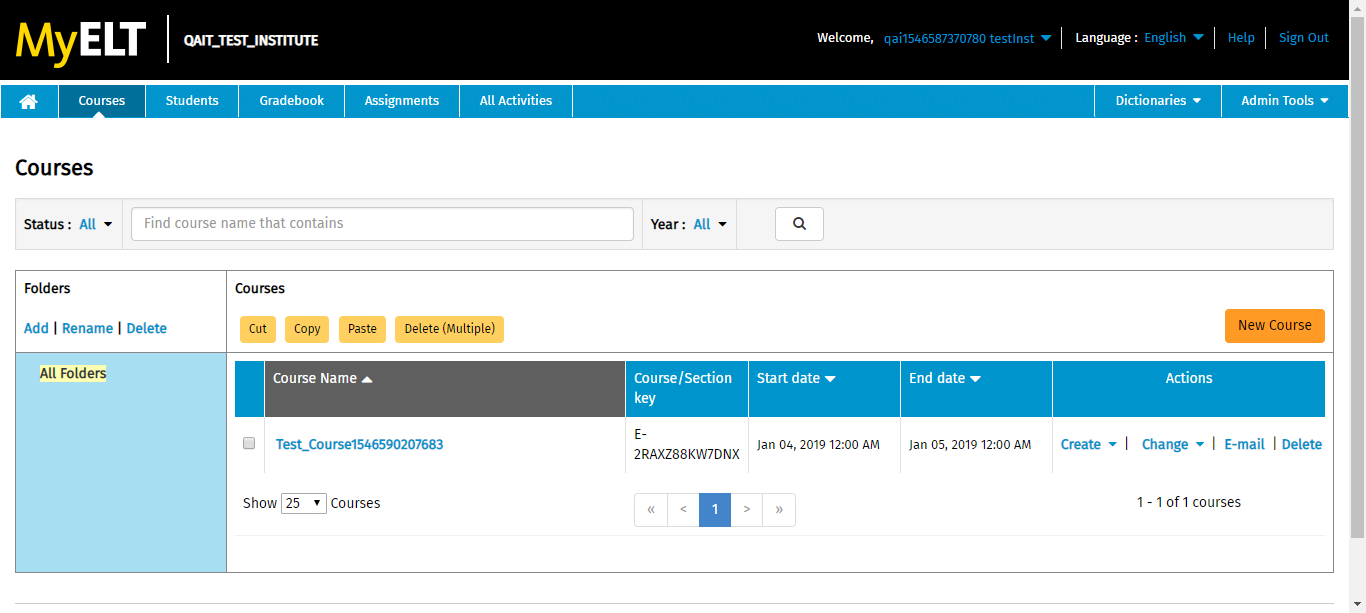 MyELT QAIT_TEST_INSTITUTE Welcome, qai1546587370780 testInst Language : English Help Sign Out
Courses Students Gradebook Assignments All Activities Dictionaries Admin Tools
Courses
Status : All Find course name that contains Year : All
Folders
Add | Rename | Delete
All Folders
Courses
Cut Copy Paste Delete (Multiple) New Course
Course Name Course/Section key Start date End date Actions
Test_Course1546590207683 E-2RAXZ88KW7DNX Jan 04, 2019 12:00 AM Jan 05, 2019 12:00 AM Create | Change | E-mail | Delete
Show 25 Courses « < 1 > » 1 - 1 of 1 courses